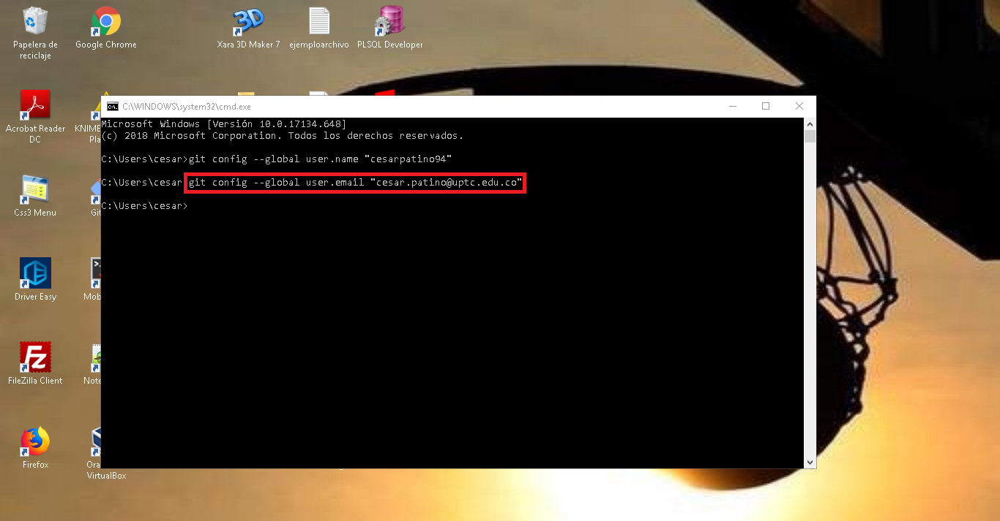 Papelera de
reciclaje
Google Chrome
Xara 3D Maker 7
ejemploarchivo
PLSQL Developer
Acrobat Reader
DC
KNIME
Pla
Css3 Menu
Git
Driver Easy
Mob
FileZilla Client
Note
Firefox
Ora
VirtualBox
C:\WINDOWS\system32\cmd.exe
Microsoft Windows [Versión 10.0.17134.648]
(c) 2018 Microsoft Corporation. Todos los derechos reservados.
C:\Users\cesar>git config --global user.name "cesarpatino94"
C:\Users\cesar git config --global user.email "cesar.patino@uptc.edu.co"
C:\Users\cesar>